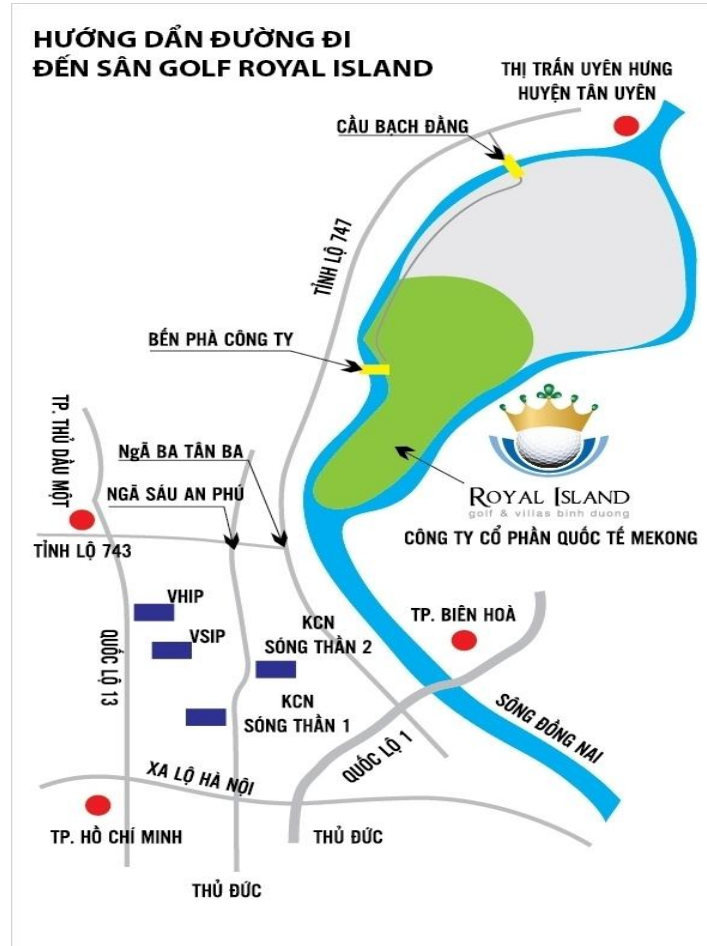 HƯỚNG DẨN ĐƯỜNG ĐI
ĐẾN SÂN GOLF ROYAL ISLAND
THỊ TRẤN UYÊN HƯNG
HUYỆN TÂN UYÊN
CẦU BẠCH ĐẰNG
TỈNH LỘ 747
BẾN PHÀ CÔNG TY
TP. THỦ DẦU MỘT
NgÃ BA TÂN BA
NGÃ SÁU AN PHÚ
ROYAL ISLAND
golf & villas binh duong
CÔNG TY CỔ PHẦN QUỐC TẾ MEKONG
TỈNH LỘ 743
VHIP
VSIP
QUỐC LỘ 13
KCN
SÓNG THẦN 2
TP. BIÊN HOÀ
KCN
SÓNG THẦN 1
SÔNG ĐỒNG NAI
QUỐC LỘ 1
XA LỘ HÀ NỘI
TP. HỒ CHÍ MINH
THỦ ĐỨC
THỦ ĐỨC